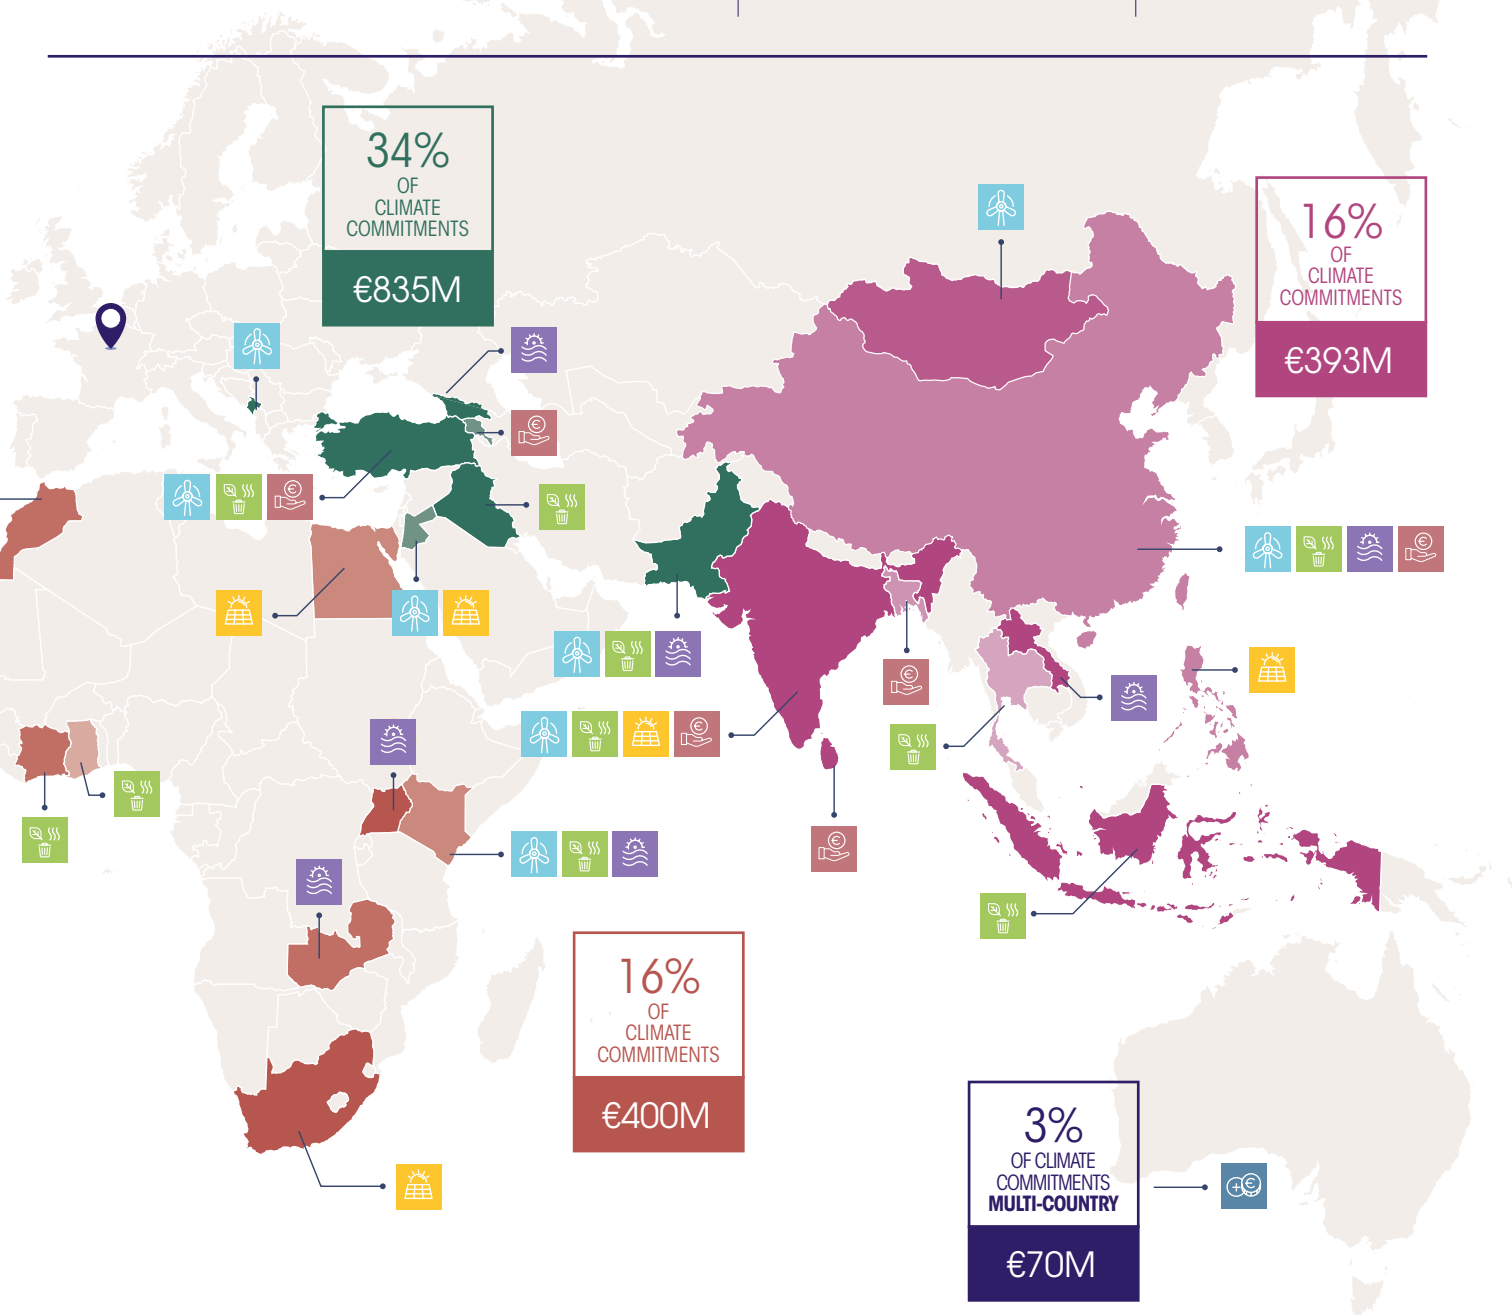 34%
OF
CLIMATE
COMMITMENTS
€835M
16%
OF
CLIMATE
COMMITMENTS
€393M
16%
OF
CLIMATE
COMMITMENTS
€400M
3%
OF CLIMATE
COMMITMENTS
MULTI-COUNTRY
€70M